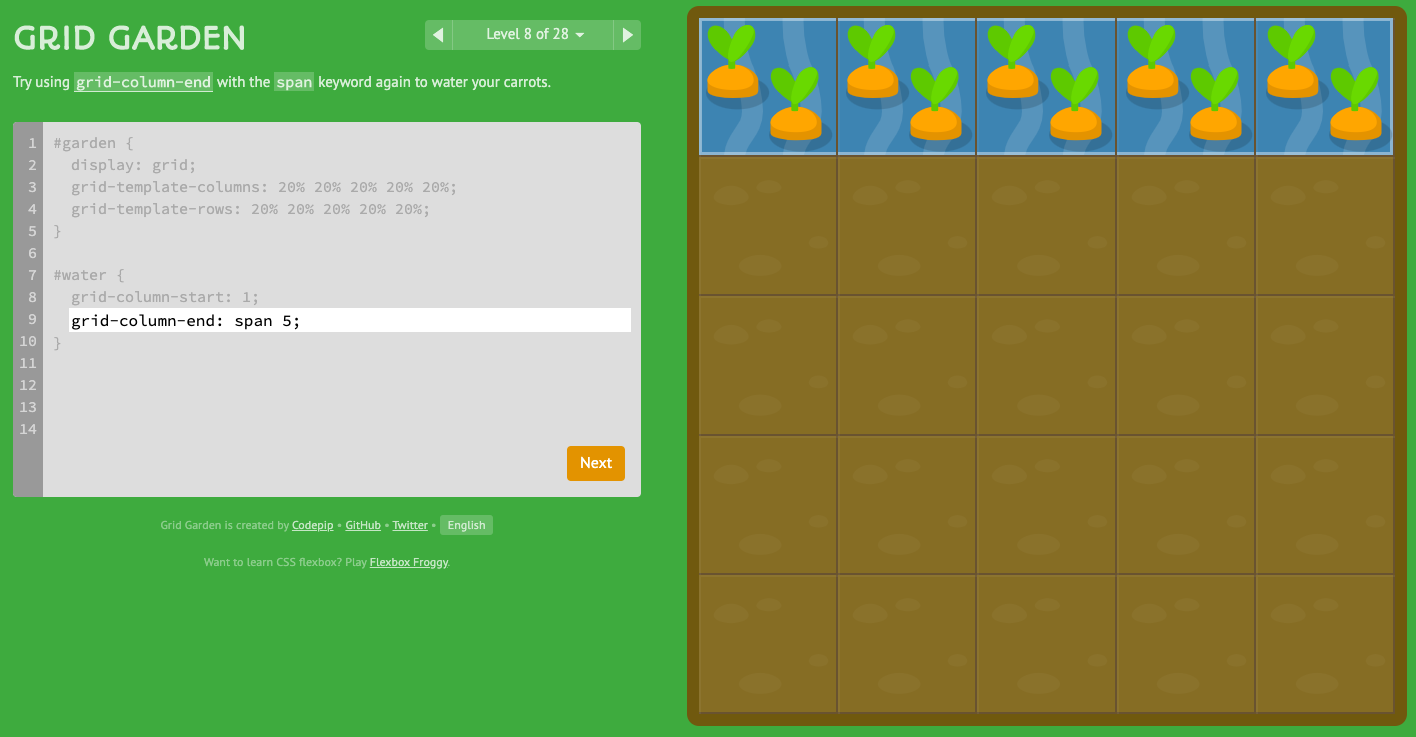 GRID GARDEN
Level 8 of 28
Try using grid-column-end with the span keyword again to water your carrots.
1 #garden {
2 display: grid;
3 grid-template-columns: 20% 20% 20% 20% 20%;
4 grid-template-rows: 20% 20% 20% 20% 20%;
5 }
6
7 #water {
8 grid-column-start: 1;
9 grid-column-end: span 5;
10 }
11
12
13
14
Next
Grid Garden is created by Codepip • GitHub • Twitter • English
Want to learn CSS flexbox? Play Flexbox Froggy.